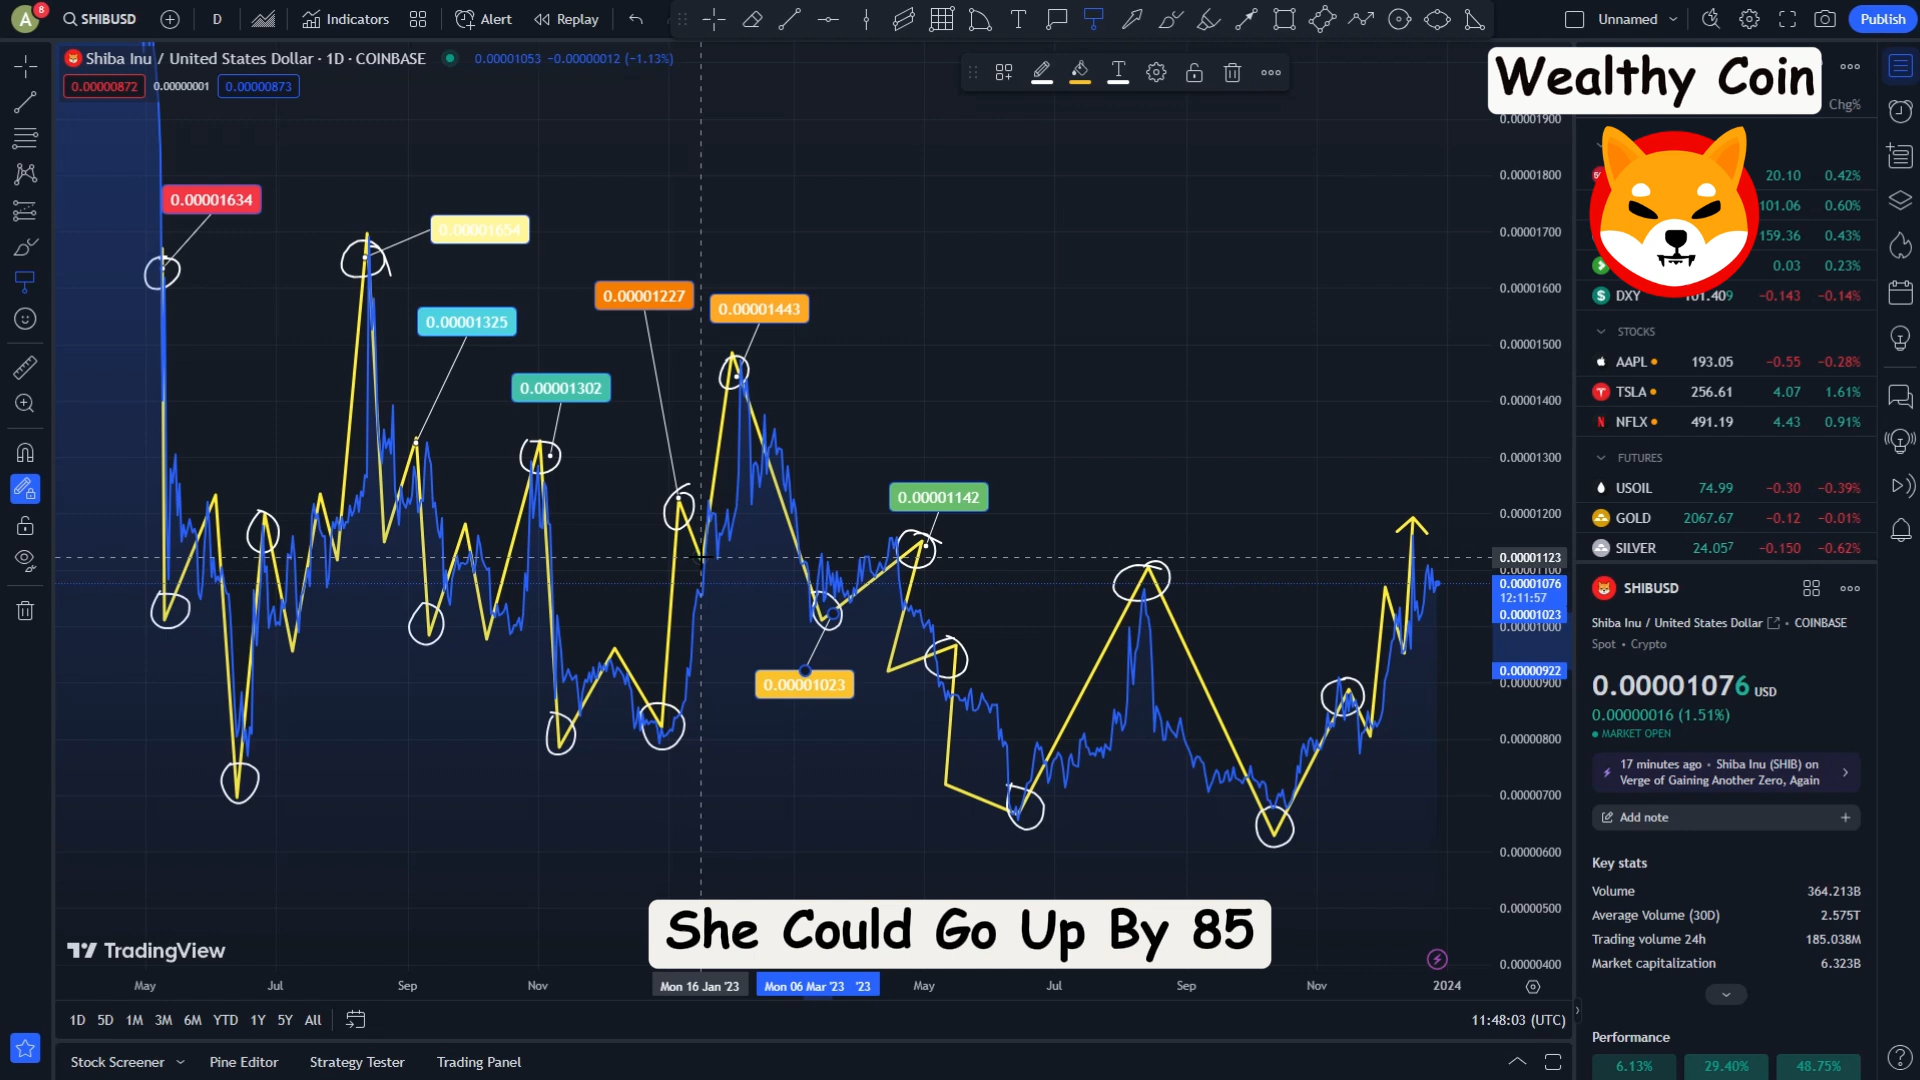 A
8
SHIBUSD
D
Indicators
Alert
Replay
Unnamed
Publish
Shiba Inu / United States Dollar · 1D · COINBASE
0.00001053 −0.00000012 (−1.13%)
0.00000872
0.00000001
0.00000873
Wealthy Coin
Chg%
0.00001900
0.00001800
0.00001700
0.00001600
0.00001500
0.00001400
0.00001300
0.00001200
0.00001123
0.00001100
0.00001076
12:11:57
0.00001023
0.00001000
0.00000922
0.00000900
0.00000800
0.00000700
0.00000600
0.00000500
0.00000400
0.00001634
0.00001654
0.00001325
0.00001302
0.00001227
0.00001443
0.00001142
0.00001023
20.10 0.42%
101.06 0.60%
159.36 0.43%
0.03 0.23%
DXY 101.409 −0.143 −0.14%
STOCKS
AAPL 193.05 −0.55 −0.28%
TSLA 256.61 4.07 1.61%
NFLX 491.19 4.43 0.91%
FUTURES
USOIL 74.99 −0.30 −0.39%
GOLD 2067.67 −0.12 −0.01%
SILVER 24.057 −0.150 −0.62%
SHIBUSD
Shiba Inu / United States Dollar • COINBASE
Spot • Crypto
0.00001076 USD
0.00000016 (1.51%)
MARKET OPEN
17 minutes ago • Shiba Inu (SHIB) on
Verge of Gaining Another Zero, Again
Add note
Key stats
Volume 364.213B
Average Volume (30D) 2.575T
Trading volume 24h 185.038M
Market capitalization 6.323B
Performance
6.13% 29.40% 48.75%
She Could Go Up By 85
TradingView
May Jul Sep Nov Mon 16 Jan '23 Mon 06 Mar '23 '23 May Jul Sep Nov 2024
1D 5D 1M 3M 6M YTD 1Y 5Y All
11:48:03 (UTC)
Stock Screener Pine Editor Strategy Tester Trading Panel